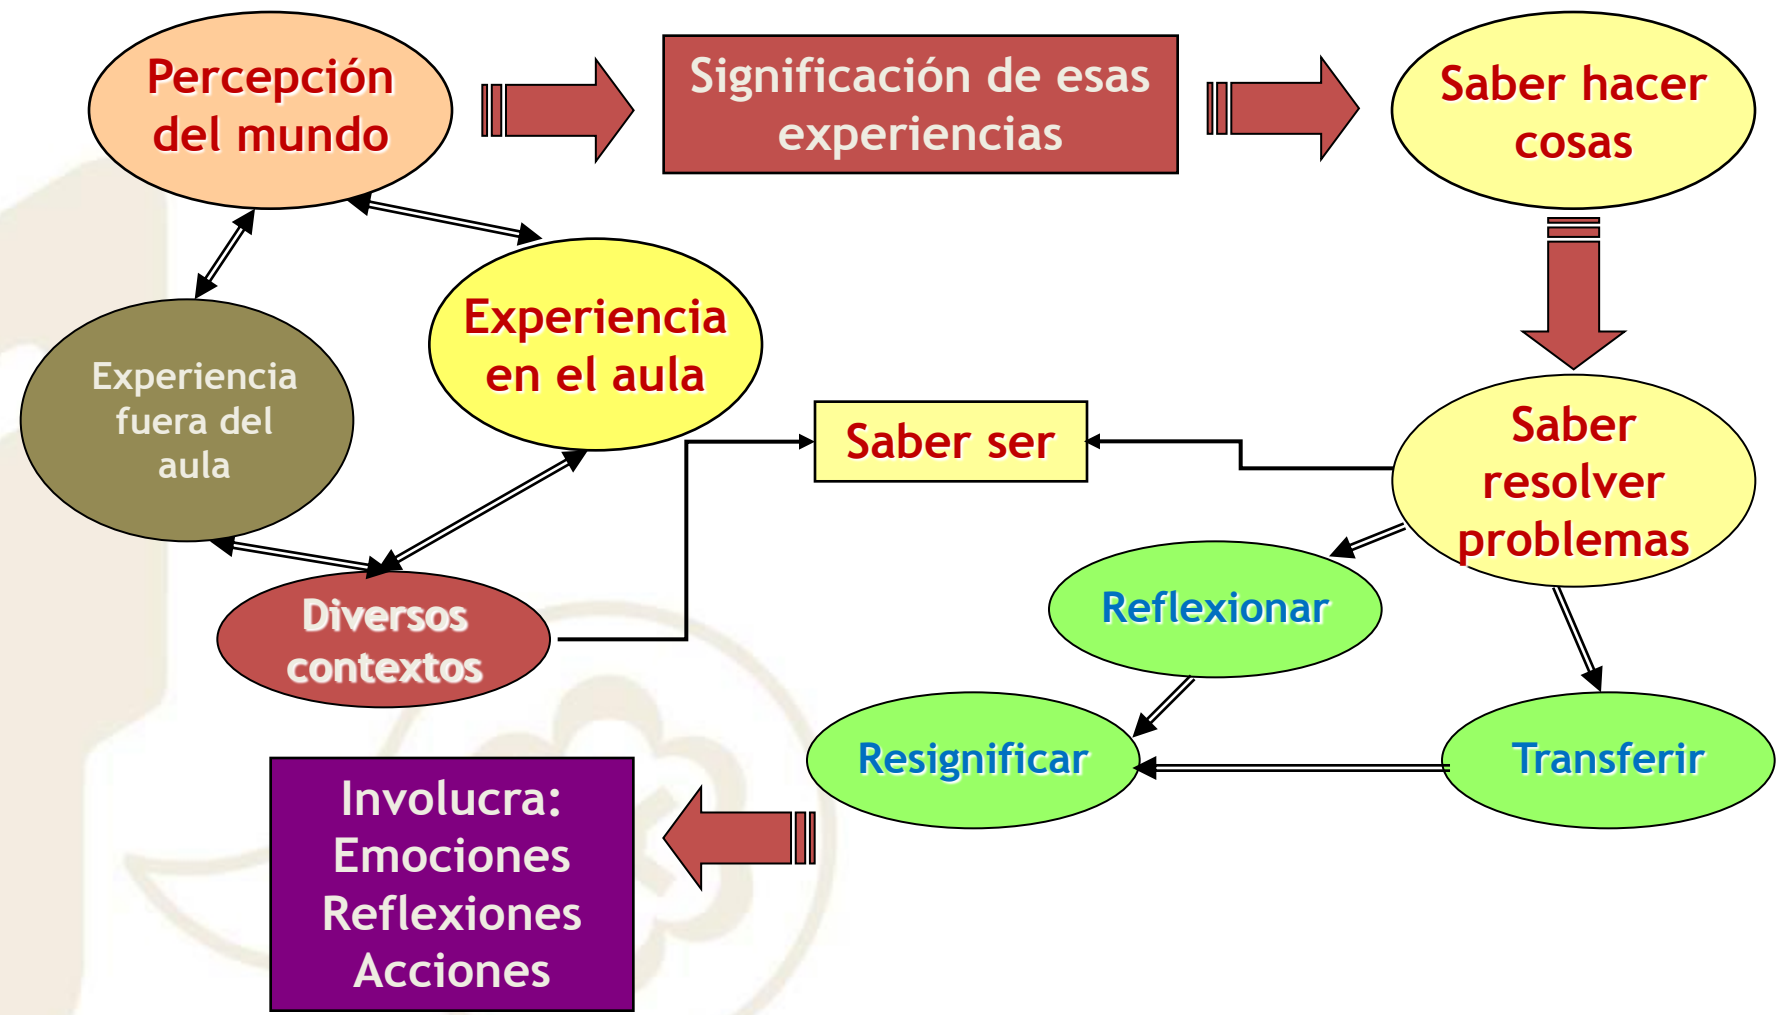 Percepción
del mundo
Significación de esas
experiencias
Saber hacer
cosas
Experiencia
en el aula
Experiencia
fuera del
aula
Saber ser
Saber
resolver
problemas
Diversos
contextos
Reflexionar
Resignificar
Transferir
Involucra:
Emociones
Reflexiones
Acciones